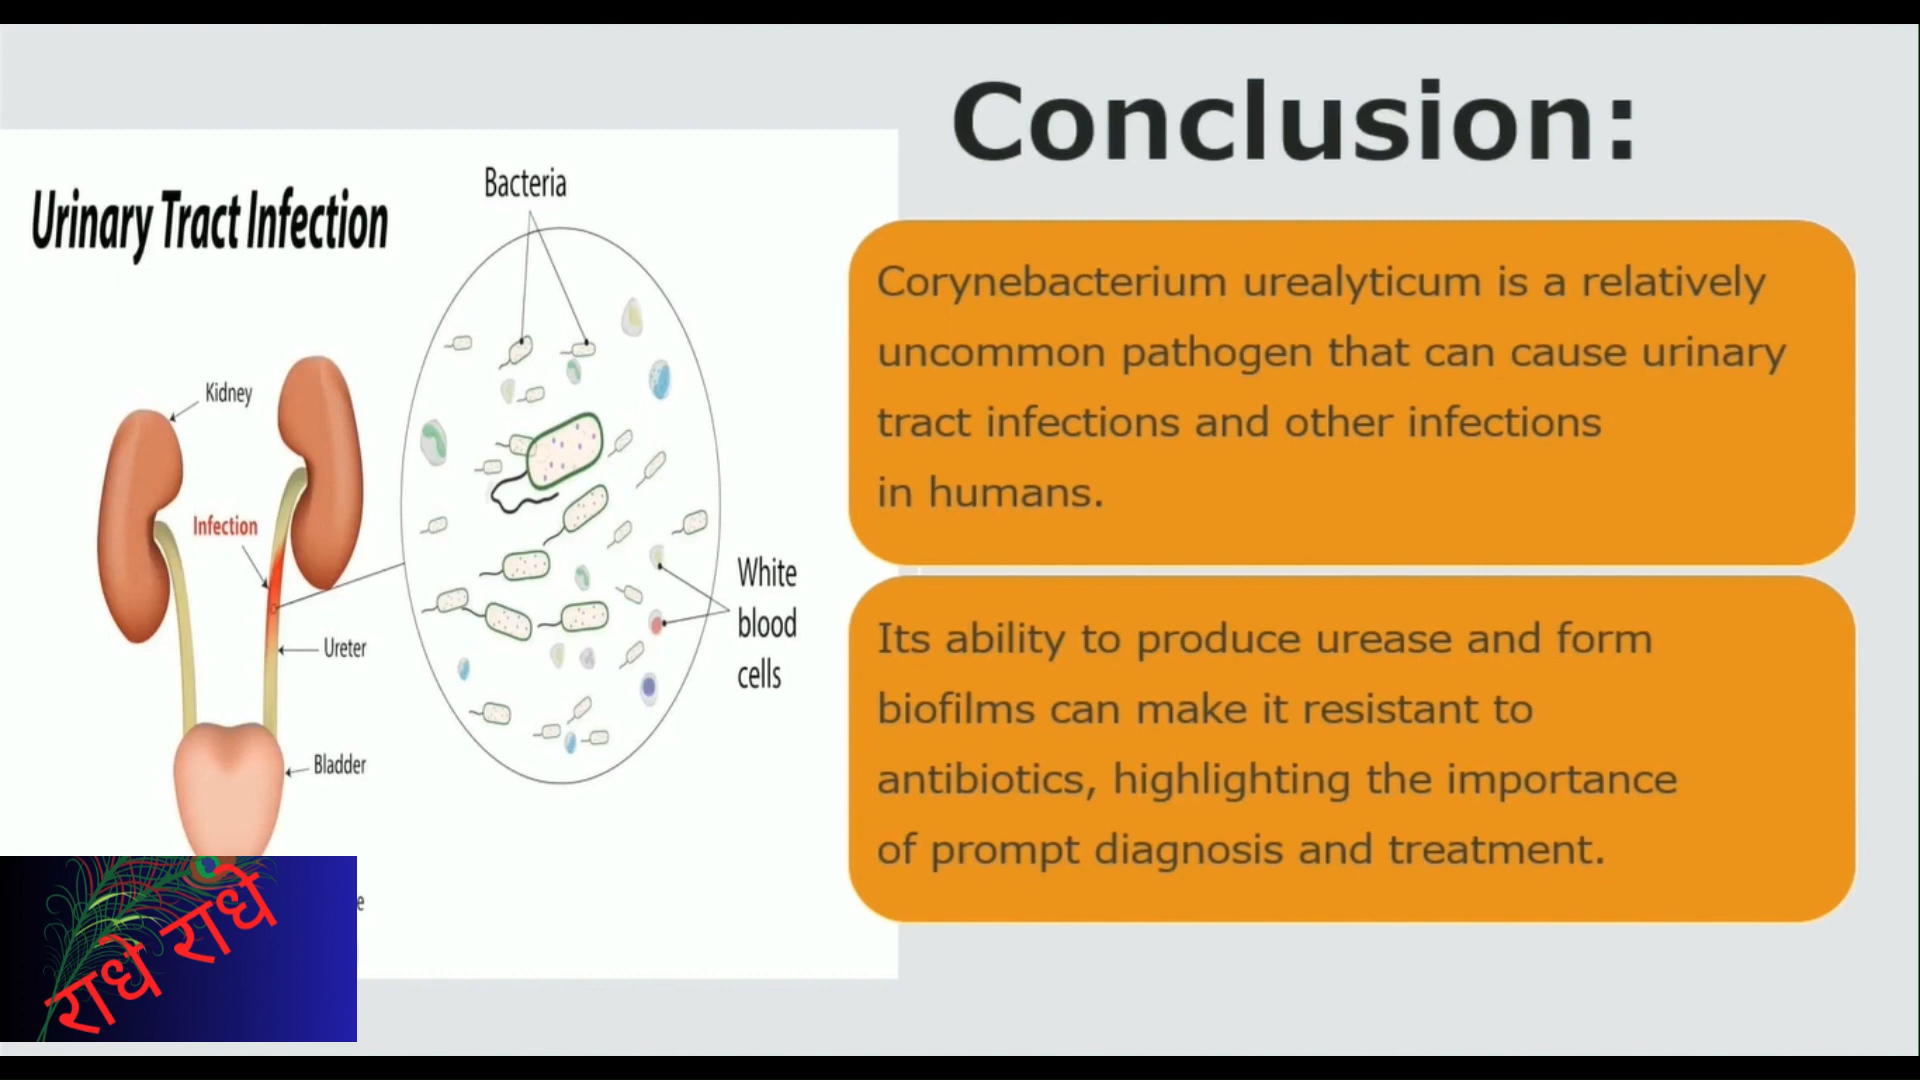 Conclusion:
Urinary Tract Infection
Bacteria
Kidney
Infection
Ureter
Bladder
White
blood
cells
Corynebacterium urealyticum is a relatively
uncommon pathogen that can cause urinary
tract infections and other infections
in humans.
Its ability to produce urease and form
biofilms can make it resistant to
antibiotics, highlighting the importance
of prompt diagnosis and treatment.
राधे राधे